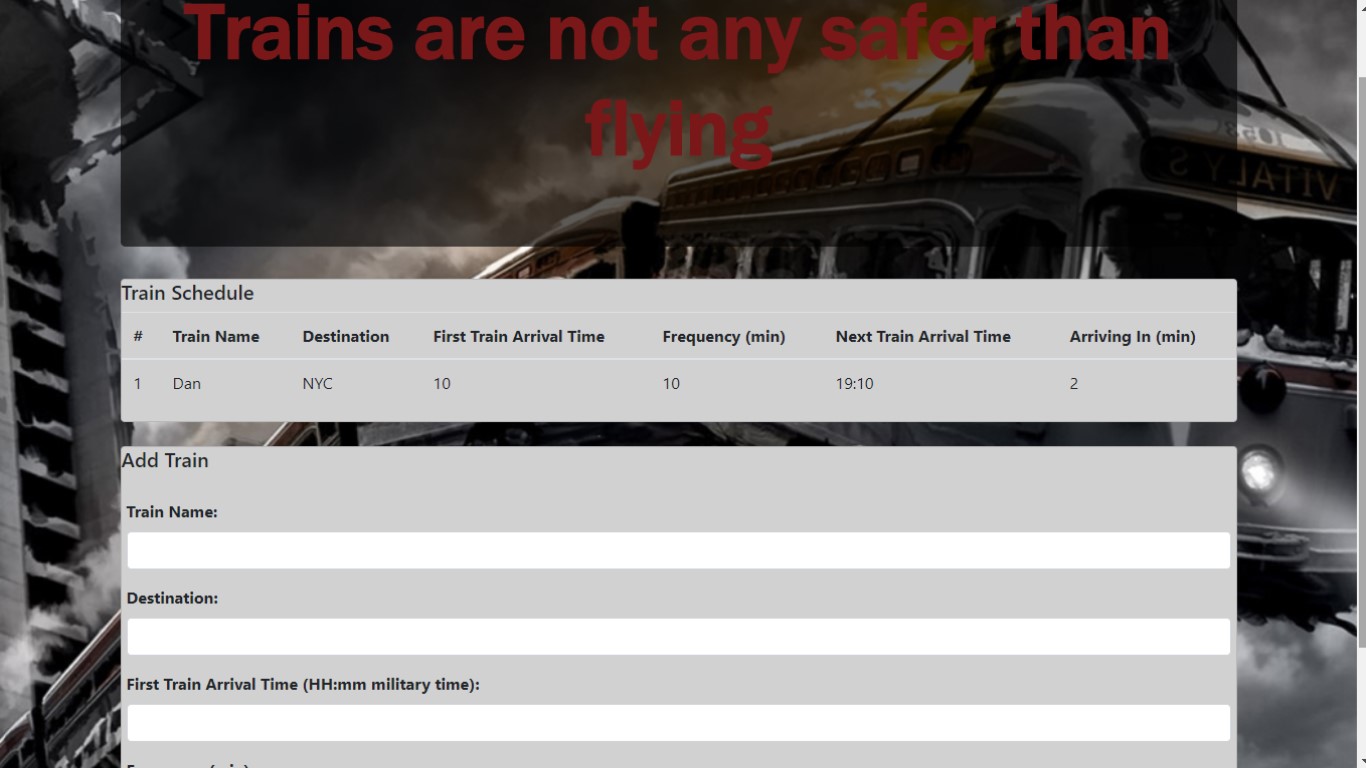 Trains are not any safer than
flying
1058
VITALY'S
Train Schedule
# Train Name Destination First Train Arrival Time Frequency (min) Next Train Arrival Time Arriving In (min)
1 Dan NYC 10 10 19:10 2
Add Train
Train Name:
Destination:
First Train Arrival Time (HH:mm military time):